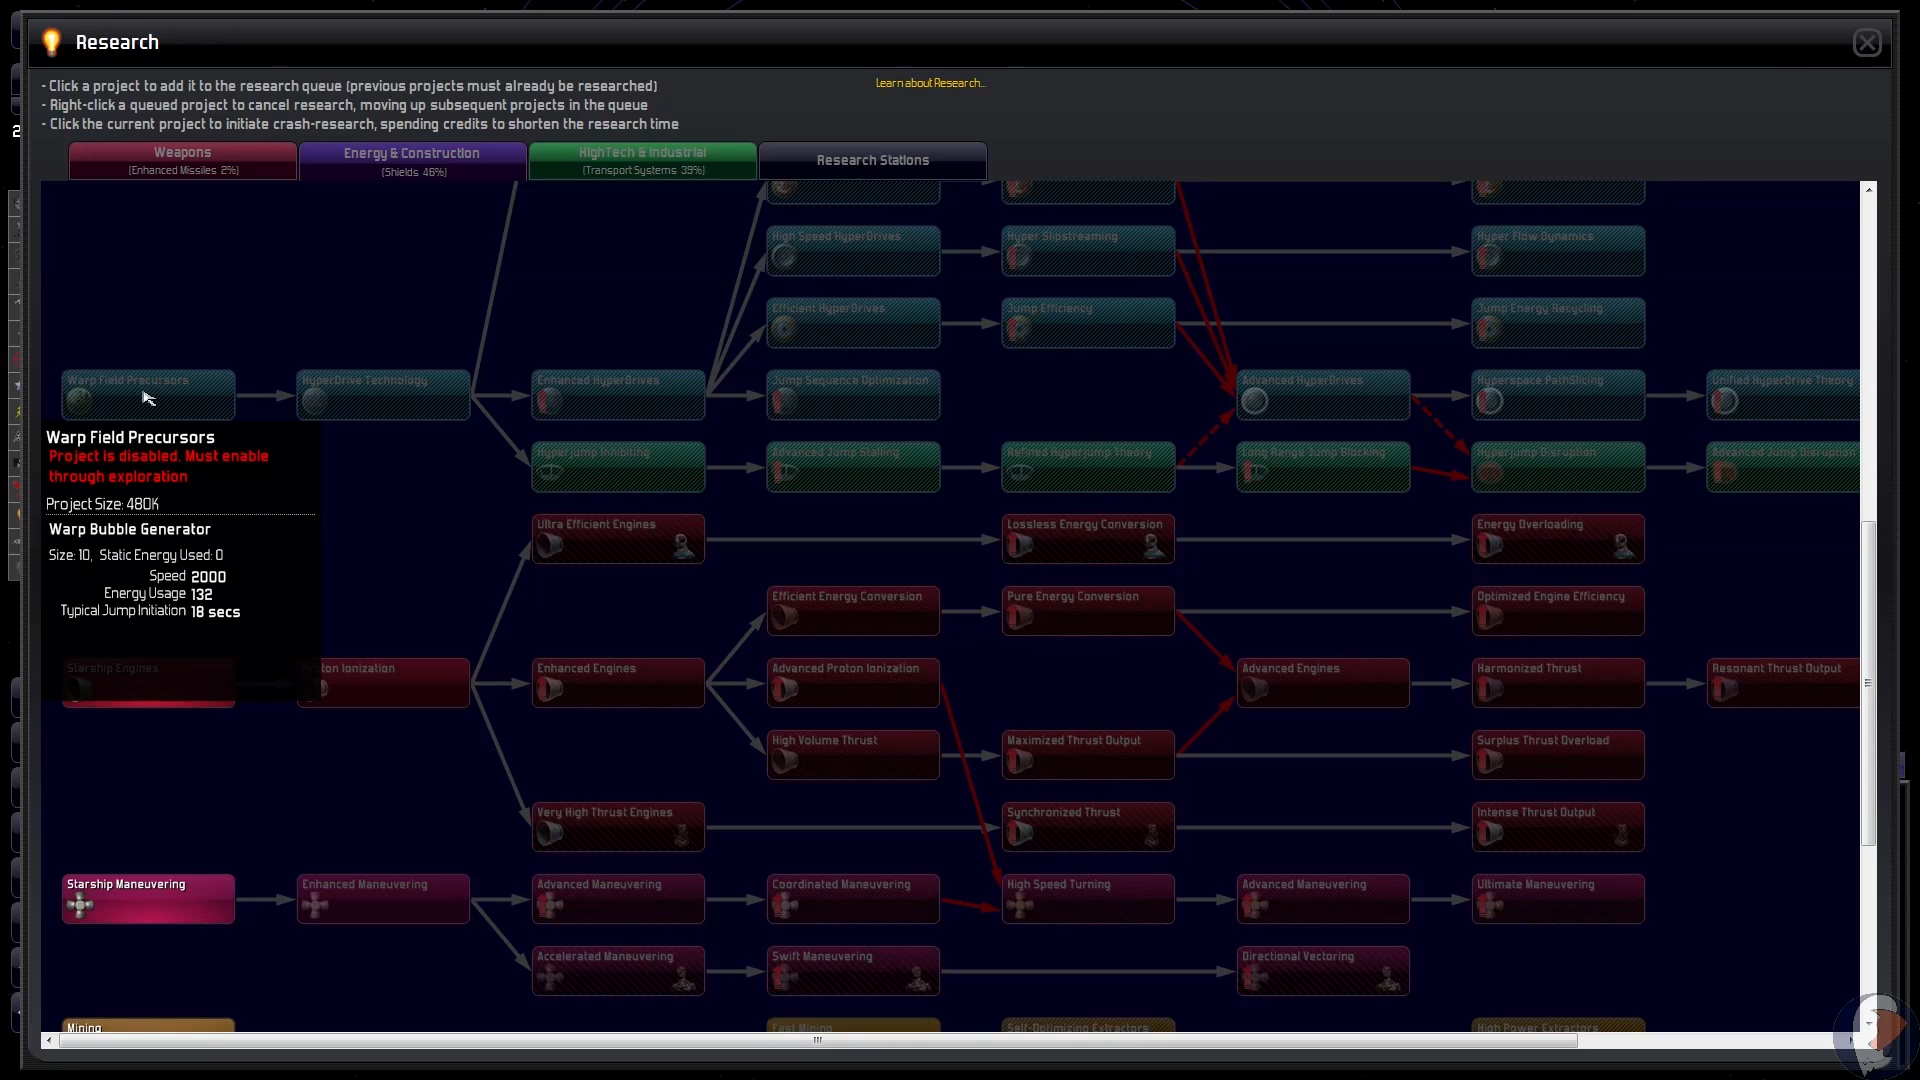 Research
- Click a project to add it to the research queue (previous projects must already be researched)
- Right-click a queued project to cancel research, moving up subsequent projects in the queue
- Click the current project to initiate crash-research, spending credits to shorten the research time
Learn about Research...
Weapons
(Enhanced Missiles 2%)
Energy & Construction
(Shields 46%)
HighTech & Industrial
(Transport Systems 39%)
Research Stations
High Speed HyperDrives
Hyper Slipstreaming
Hyper Flow Dynamics
Efficient HyperDrives
Jump Efficiency
Jump Energy Recycling
Warp Field Precursors
HyperDrive Technology
Enhanced HyperDrives
Jump Sequence Optimization
Advanced HyperDrives
Hyperspace PathSlicing
Unified HyperDrive Theory
Hyperjump Inhibiting
Advanced Jump Stalling
Refined Hyperjump Theory
Long Range Jump Blocking
Hyperjump Disruption
Advanced Jump Disruption
Warp Field Precursors
Project is disabled. Must enable
through exploration
Project Size: 480K
Warp Bubble Generator
Size: 10, Static Energy Used: 0
Speed 2000
Energy Usage 132
Typical Jump Initiation 18 secs
Ultra Efficient Engines
Lossless Energy Conversion
Energy Overloading
Efficient Energy Conversion
Pure Energy Conversion
Optimized Engine Efficiency
Starship Engines
Proton Ionization
Enhanced Engines
Advanced Proton Ionization
Advanced Engines
Harmonized Thrust
Resonant Thrust Output
High Volume Thrust
Maximized Thrust Output
Surplus Thrust Overload
Very High Thrust Engines
Synchronized Thrust
Intense Thrust Output
Starship Maneuvering
Enhanced Maneuvering
Advanced Maneuvering
Coordinated Maneuvering
High Speed Turning
Advanced Maneuvering
Ultimate Maneuvering
Accelerated Maneuvering
Swift Maneuvering
Directional Vectoring
Mining
Fast Mining
Self-Optimizing Extractors
High Power Extractors